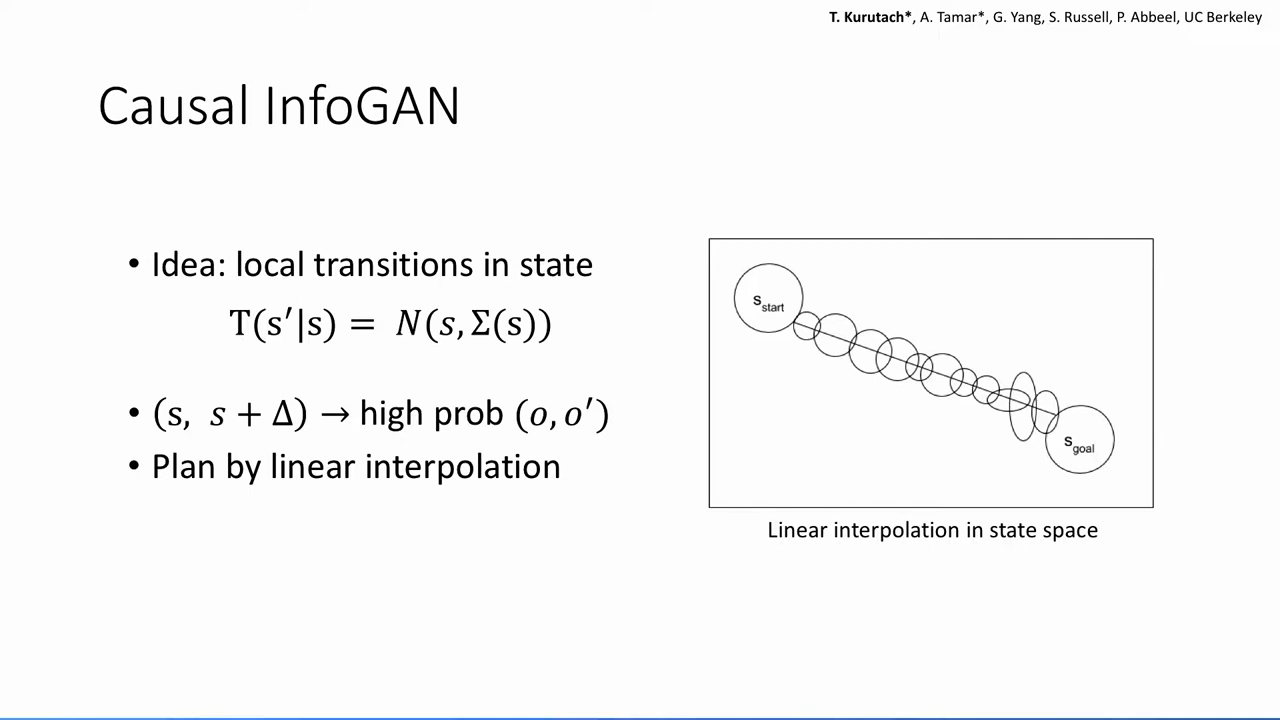 T. Kurutach*, A. Tamar*, G. Yang, S. Russell, P. Abbeel, UC Berkeley
Causal InfoGAN
• Idea: local transitions in state
T(s′|s) = N(s, Σ(s))
• (s, s + Δ) → high prob (o, o′)
• Plan by linear interpolation
s_start
s_goal
Linear interpolation in state space